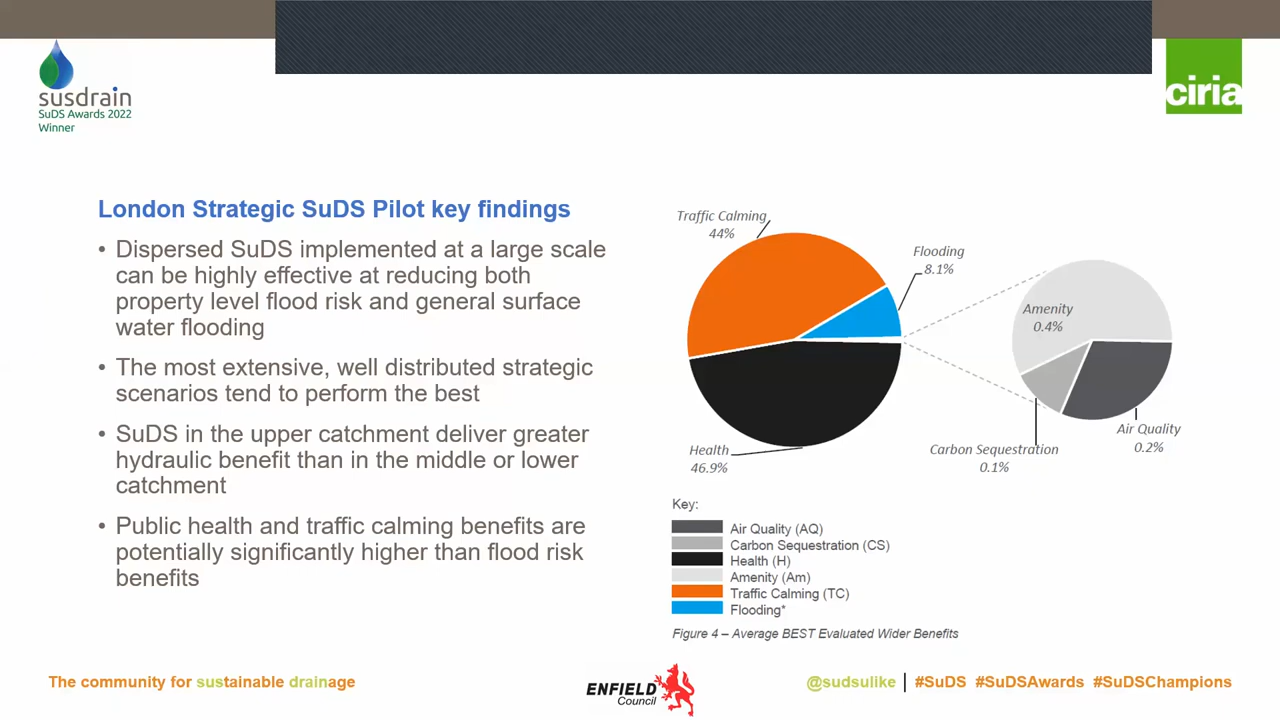 susdrain
SuDS Awards 2022
Winner
ciria
London Strategic SuDS Pilot key findings
• Dispersed SuDS implemented at a large scale
can be highly effective at reducing both
property level flood risk and general surface
water flooding
• The most extensive, well distributed strategic
scenarios tend to perform the best
• SuDS in the upper catchment deliver greater
hydraulic benefit than in the middle or lower
catchment
• Public health and traffic calming benefits are
potentially significantly higher than flood risk
benefits
Traffic Calming
44%
Flooding
8.1%
Amenity
0.4%
Health
46.9%
Carbon Sequestration
0.1%
Air Quality
0.2%
Key:
Air Quality (AQ)
Carbon Sequestration (CS)
Health (H)
Amenity (Am)
Traffic Calming (TC)
Flooding*
Figure 4 – Average BEST Evaluated Wider Benefits
The community for sustainable drainage
ENFIELD
Council
@sudsulike | #SuDS #SuDSAwards #SuDSChampions